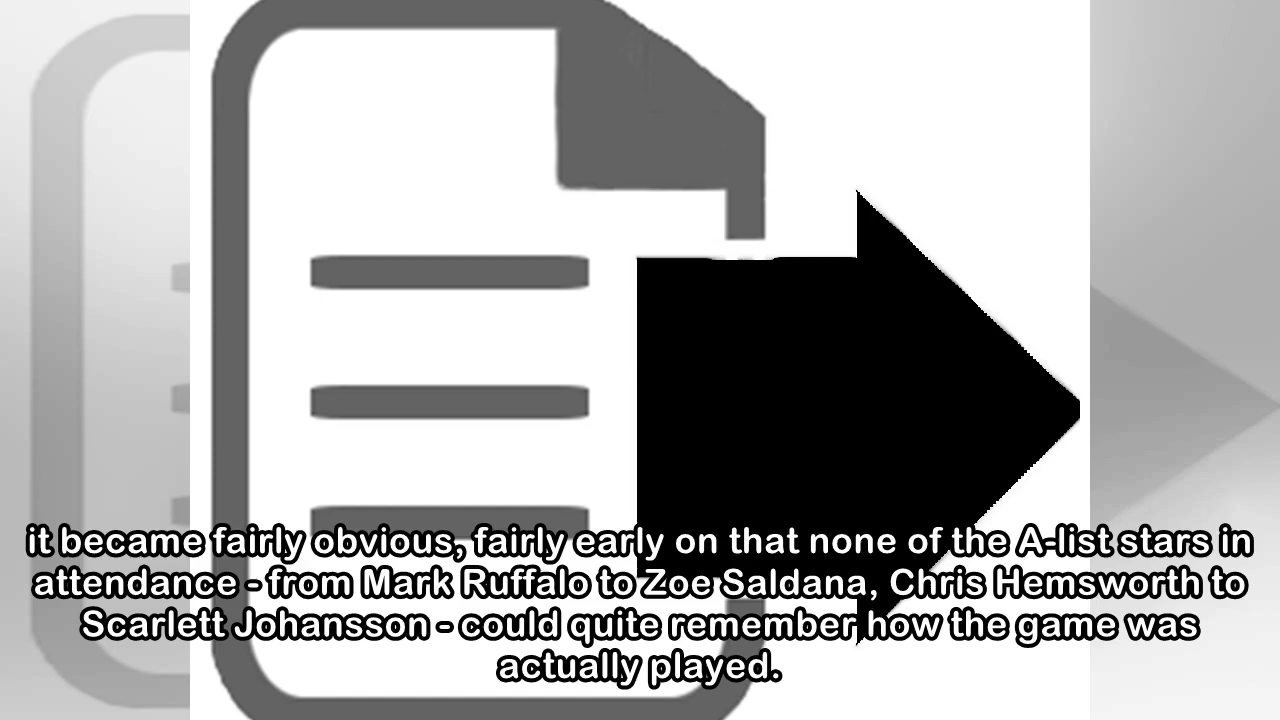 it became fairly obvious, fairly early on that none of the A-list stars in
attendance - from Mark Ruffalo to Zoe Saldana, Chris Hemsworth to
Scarlett Johansson - could quite remember how the game was
actually played.